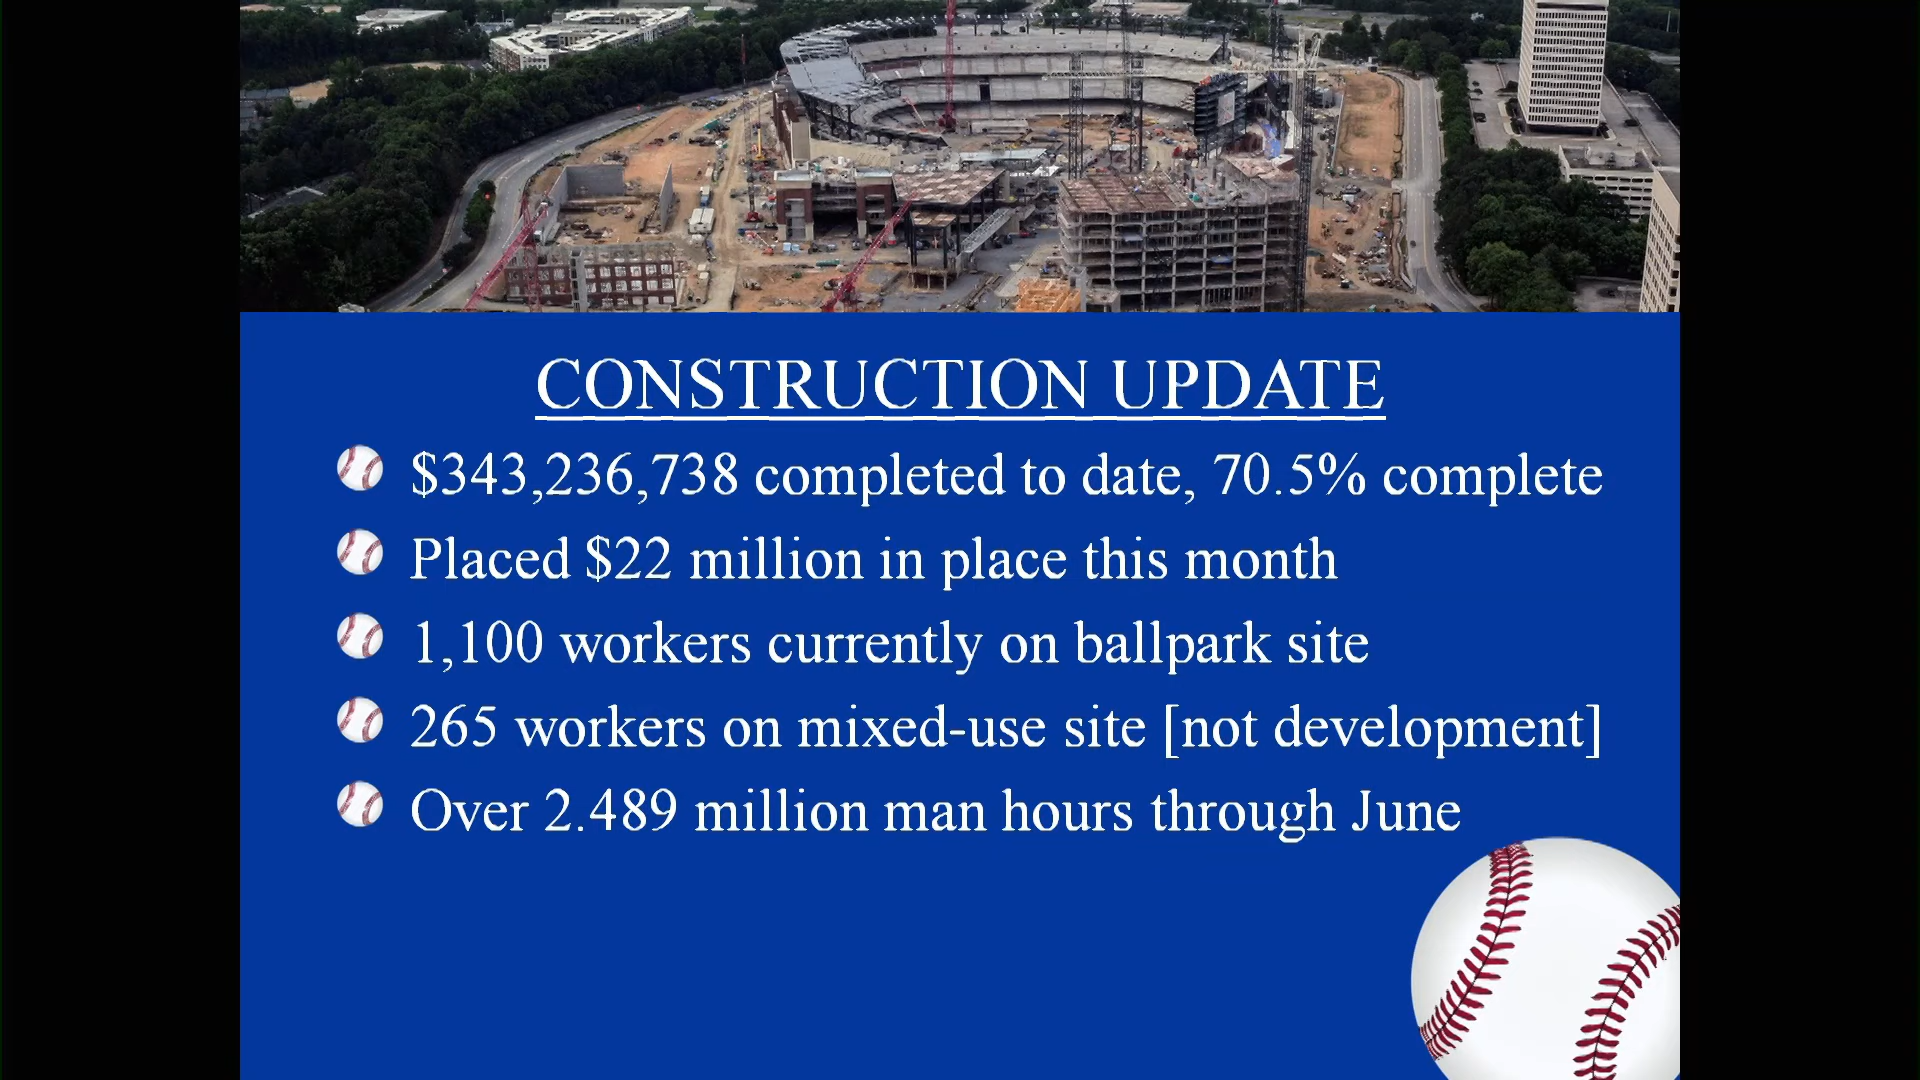 CONSTRUCTION UPDATE
$343,236,738 completed to date, 70.5% complete
Placed $22 million in place this month
1,100 workers currently on ballpark site
265 workers on mixed-use site [not development]
Over 2.489 million man hours through June